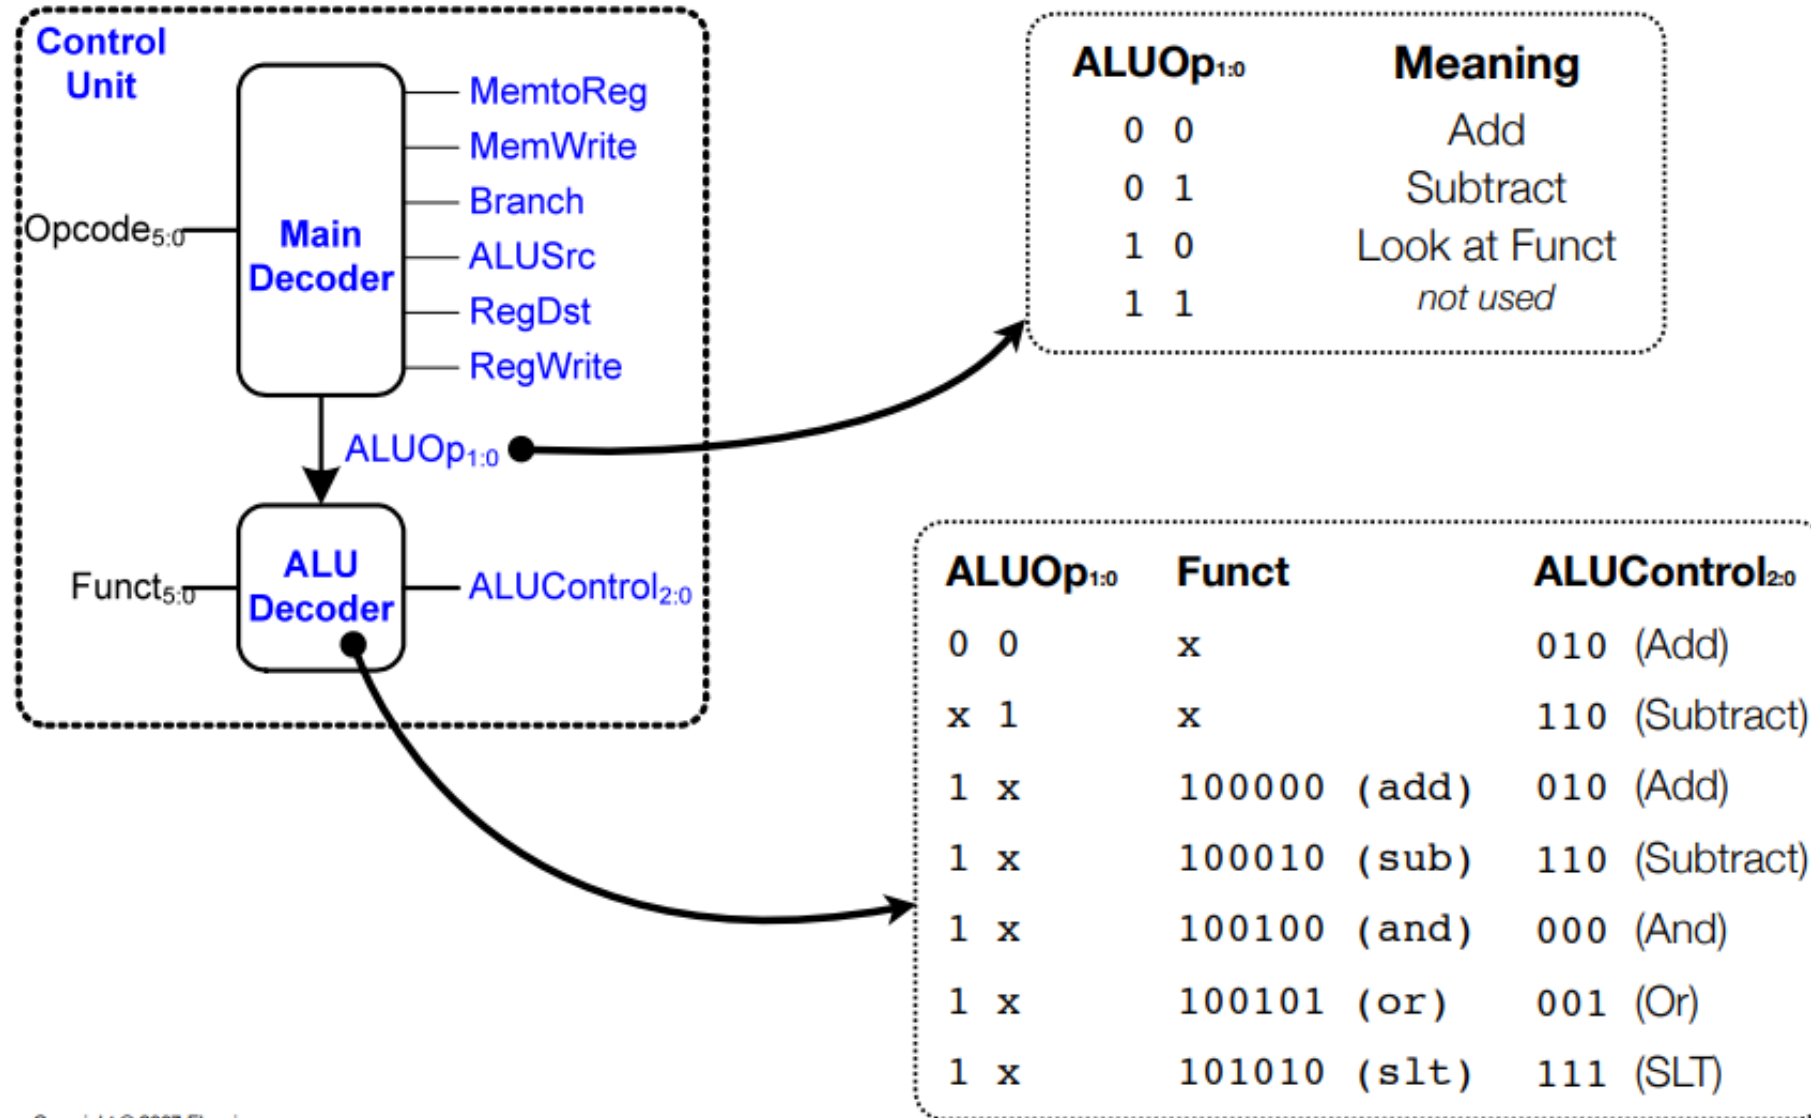 Control
Unit
MemtoReg
MemWrite
Branch
ALUSrc
RegDst
RegWrite
Opcode5:0
Main
Decoder
ALUOp1:0
Funct5:0
ALU
Decoder
ALUControl2:0
ALUOp1:0 Meaning
0 0 Add
0 1 Subtract
1 0 Look at Funct
1 1 not used
ALUOp1:0 Funct ALUControl2:0
0 0 x 010 (Add)
x 1 x 110 (Subtract)
1 x 100000 (add) 010 (Add)
1 x 100010 (sub) 110 (Subtract)
1 x 100100 (and) 000 (And)
1 x 100101 (or) 001 (Or)
1 x 101010 (slt) 111 (SLT)